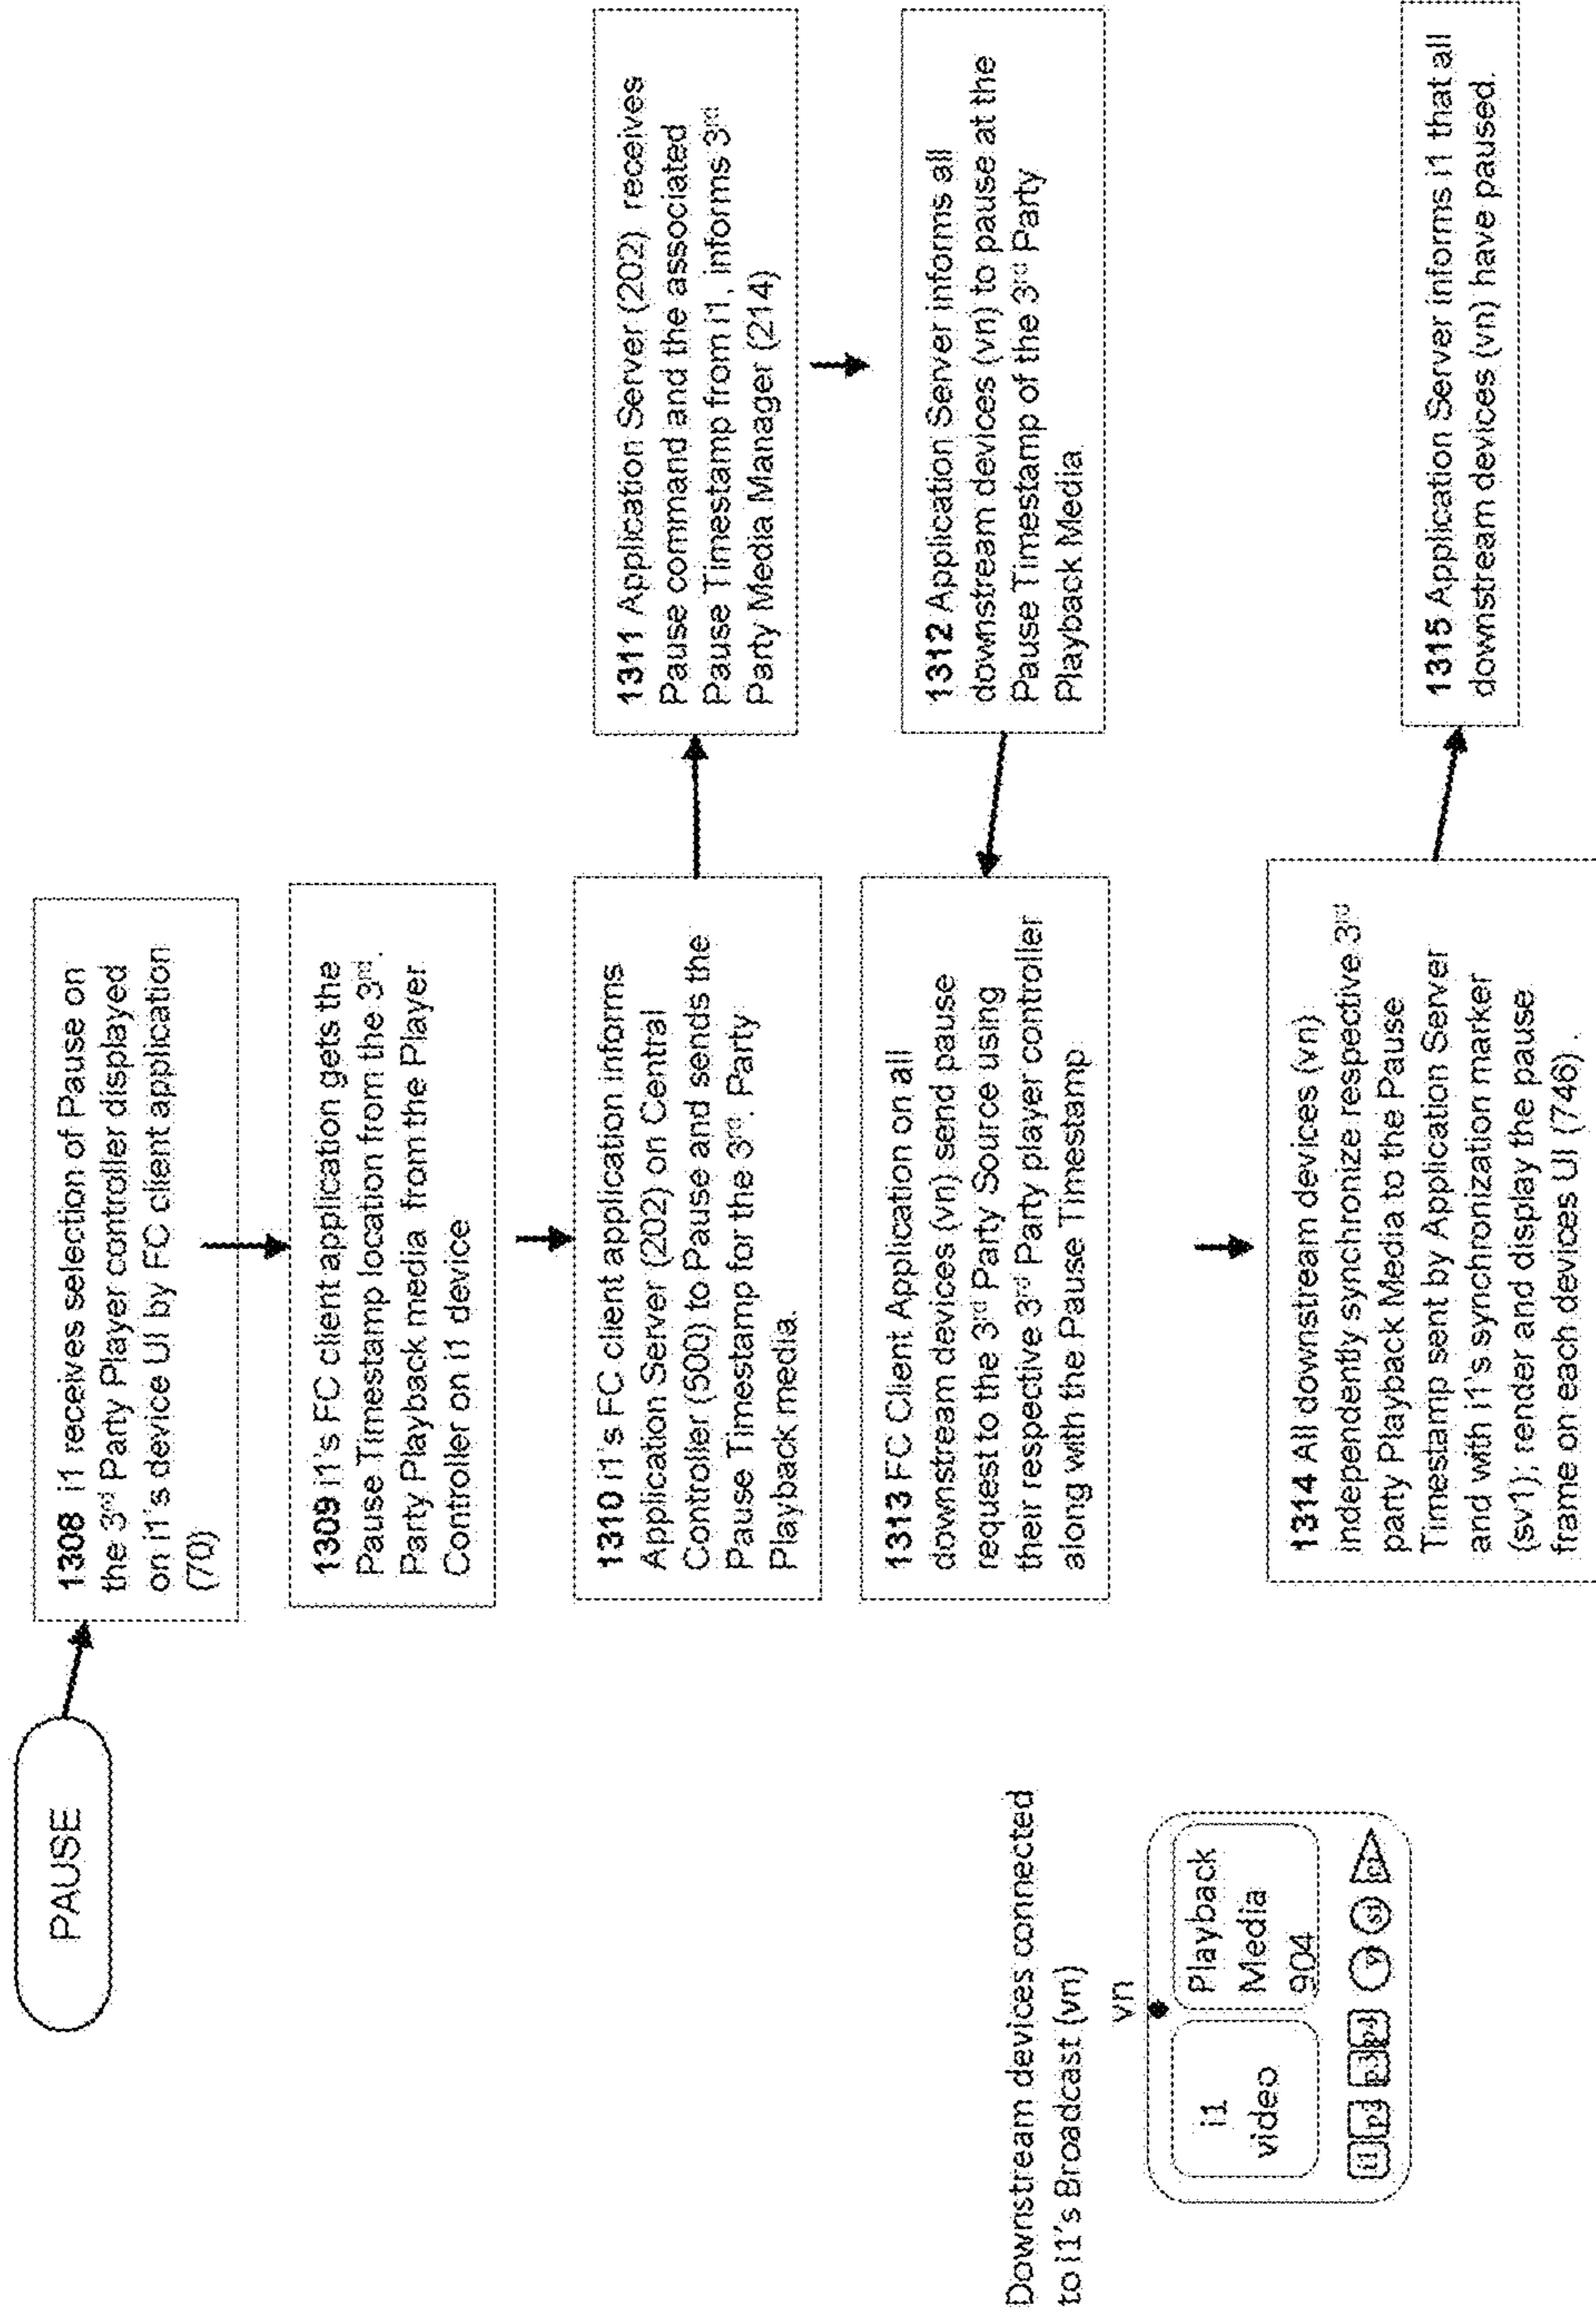 PAUSE
1308 i1 receives selection of Pause on
the 3rd Party Player controller displayed
on i1's device UI by FC client application
(70)
1309 i1's FC client application gets the
Pause Timestamp location from the 3rd.
Party Playback media from the Player
Controller on i1 device
1310 i1's FC client application informs
Application Server (202) on Central
Controller (500) to Pause and sends the
Pause Timestamp for the 3rd. Party
Playback media.
1311 Application Server (202) receives
Pause command and the associated
Pause Timestamp from i1, informs 3rd
Party Media Manager (214)
1312 Application Server informs all
downstream devices (vn) to pause at the
Pause Timestamp of the 3rd Party
Playback Media.
1313 FC Client Application on all
downstream devices (vn) send pause
request to the 3rd Party Source using
their respective 3rd Party player controller
along with the Pause Timestamp
1314 All downstream devices (vn)
independently synchronize respective 3rd
party Playback Media to the Pause
Timestamp sent by Application Server
and with i1's synchronization marker
(sv1); render and display the pause
frame on each devices UI (746).
1315 Application Server informs i1 that all
downstream devices (vn) have paused.
Downstream devices connected
to i1's Broadcast (vn)
vn
i1
video
Playback
Media
904
i1 p3 p4 s1